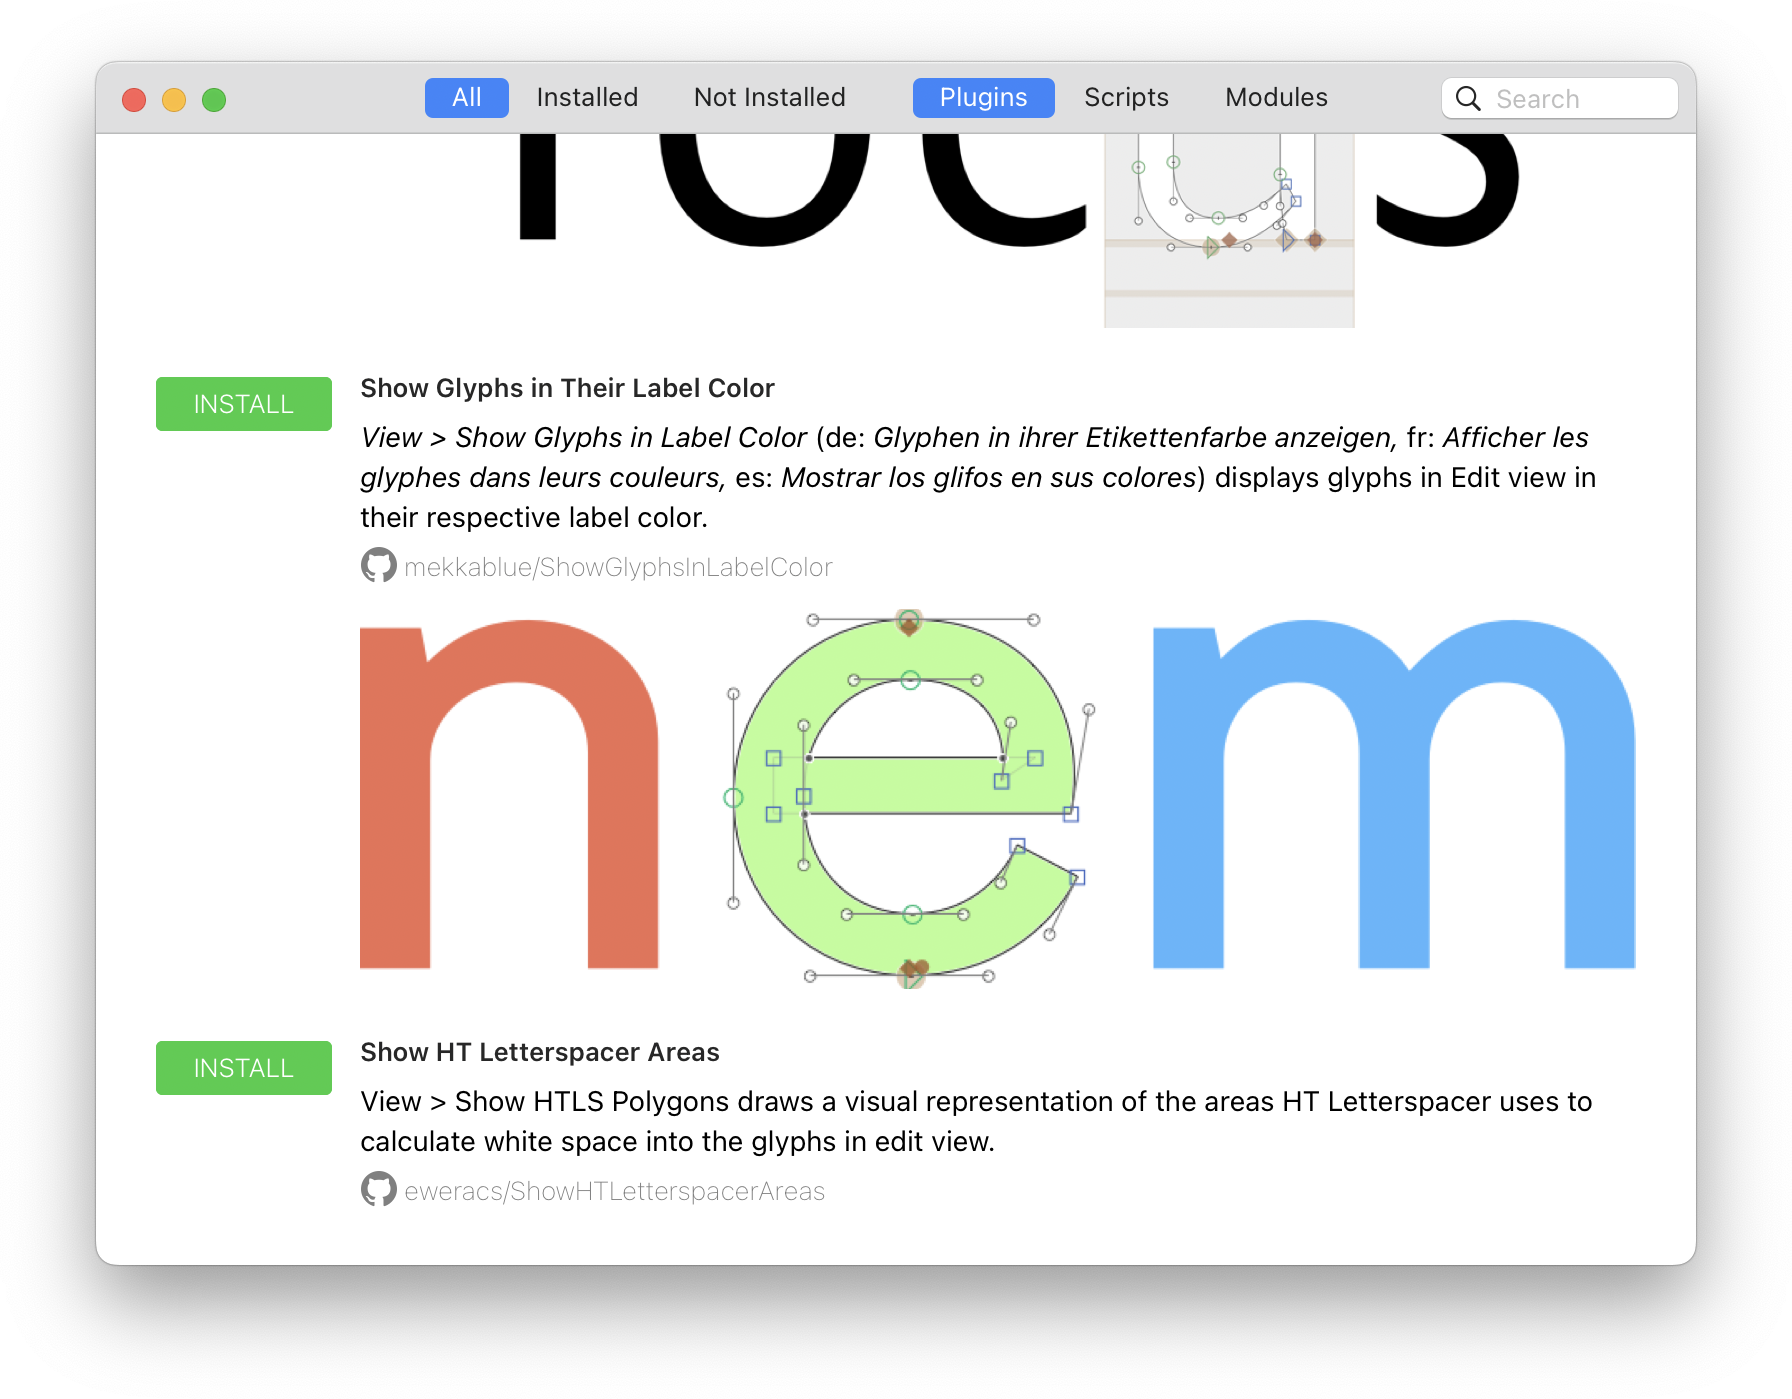 All Installed Not Installed Plugins Scripts Modules Search
focus
INSTALL Show Glyphs in Their Label Color
View > Show Glyphs in Label Color (de: Glyphen in ihrer Etikettenfarbe anzeigen, fr: Afficher les
glyphes dans leurs couleurs, es: Mostrar los glifos en sus colores) displays glyphs in Edit view in
their respective label color.
mekkablue/ShowGlyphsInLabelColor
nem
INSTALL Show HT Letterspacer Areas
View > Show HTLS Polygons draws a visual representation of the areas HT Letterspacer uses to
calculate white space into the glyphs in edit view.
eweracs/ShowHTLetterspacerAreas